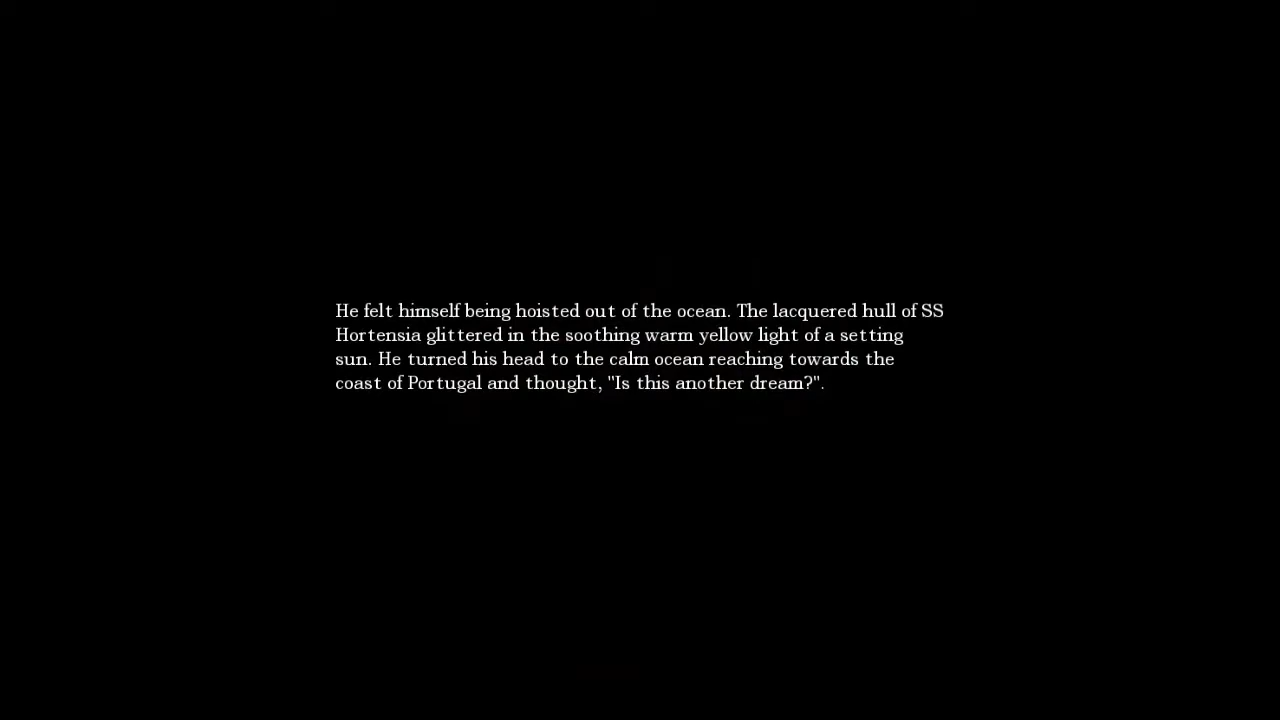 He felt himself being hoisted out of the ocean. The lacquered hull of SS
Hortensia glittered in the soothing warm yellow light of a setting
sun. He turned his head to the calm ocean reaching towards the
coast of Portugal and thought, "Is this another dream?".